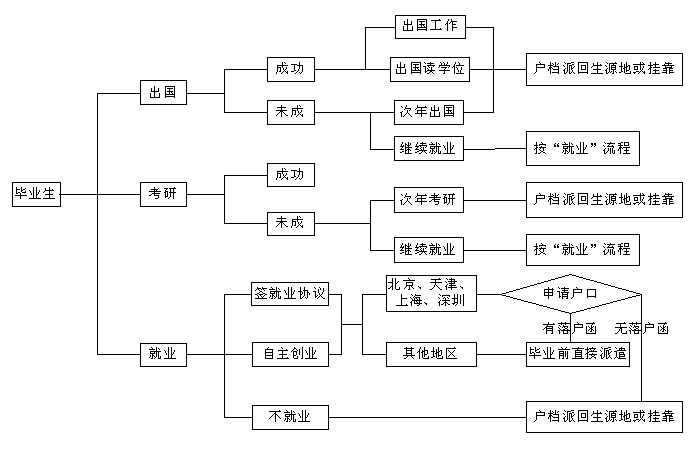 出国工作
成功
出国读学位
户档派回生源地或挂靠
出国
未成
次年出国
继续就业
按“就业”流程
成功
毕业生
考研
次年考研
户档派回生源地或挂靠
未成
继续就业
按“就业”流程
签就业协议
北京、天津、
上海、深圳
申请户口
有落户函
无落户函
就业
自主创业
其他地区
毕业前直接派遣
不就业
户档派回生源地或挂靠